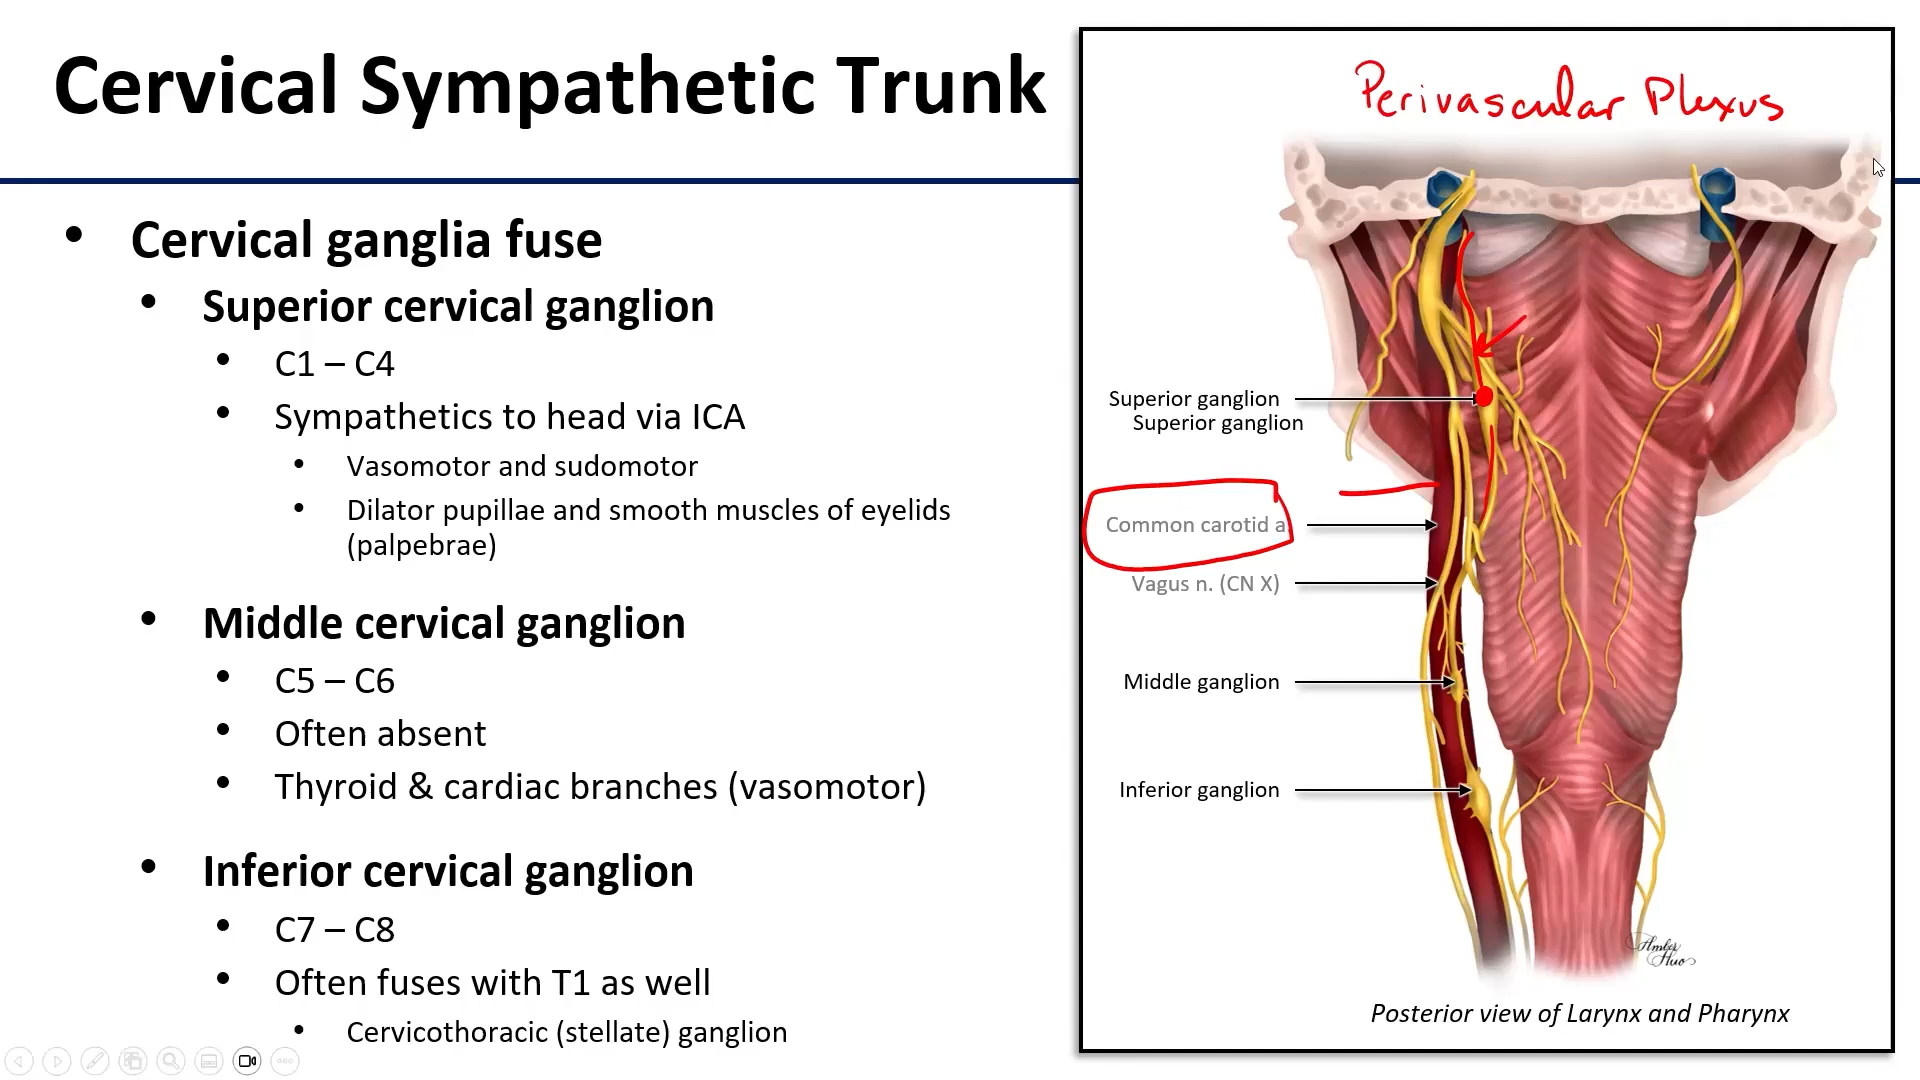 Cervical Sympathetic Trunk
• Cervical ganglia fuse
• Superior cervical ganglion
• C1 – C4
• Sympathetics to head via ICA
• Vasomotor and sudomotor
• Dilator pupillae and smooth muscles of eyelids
(palpebrae)
• Middle cervical ganglion
• C5 – C6
• Often absent
• Thyroid & cardiac branches (vasomotor)
• Inferior cervical ganglion
• C7 – C8
• Often fuses with T1 as well
• Cervicothoracic (stellate) ganglion
Perivascular Plexus
Superior ganglion
Superior ganglion
Common carotid a
Vagus n. (CN X)
Middle ganglion
Inferior ganglion
Amber
Huo
Posterior view of Larynx and Pharynx